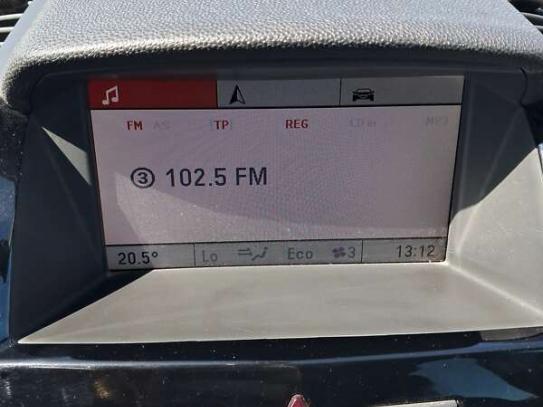 FM AS [TP] REG CD in MP3
3 102.5 FM
20.5° Lo Eco 3 13:12